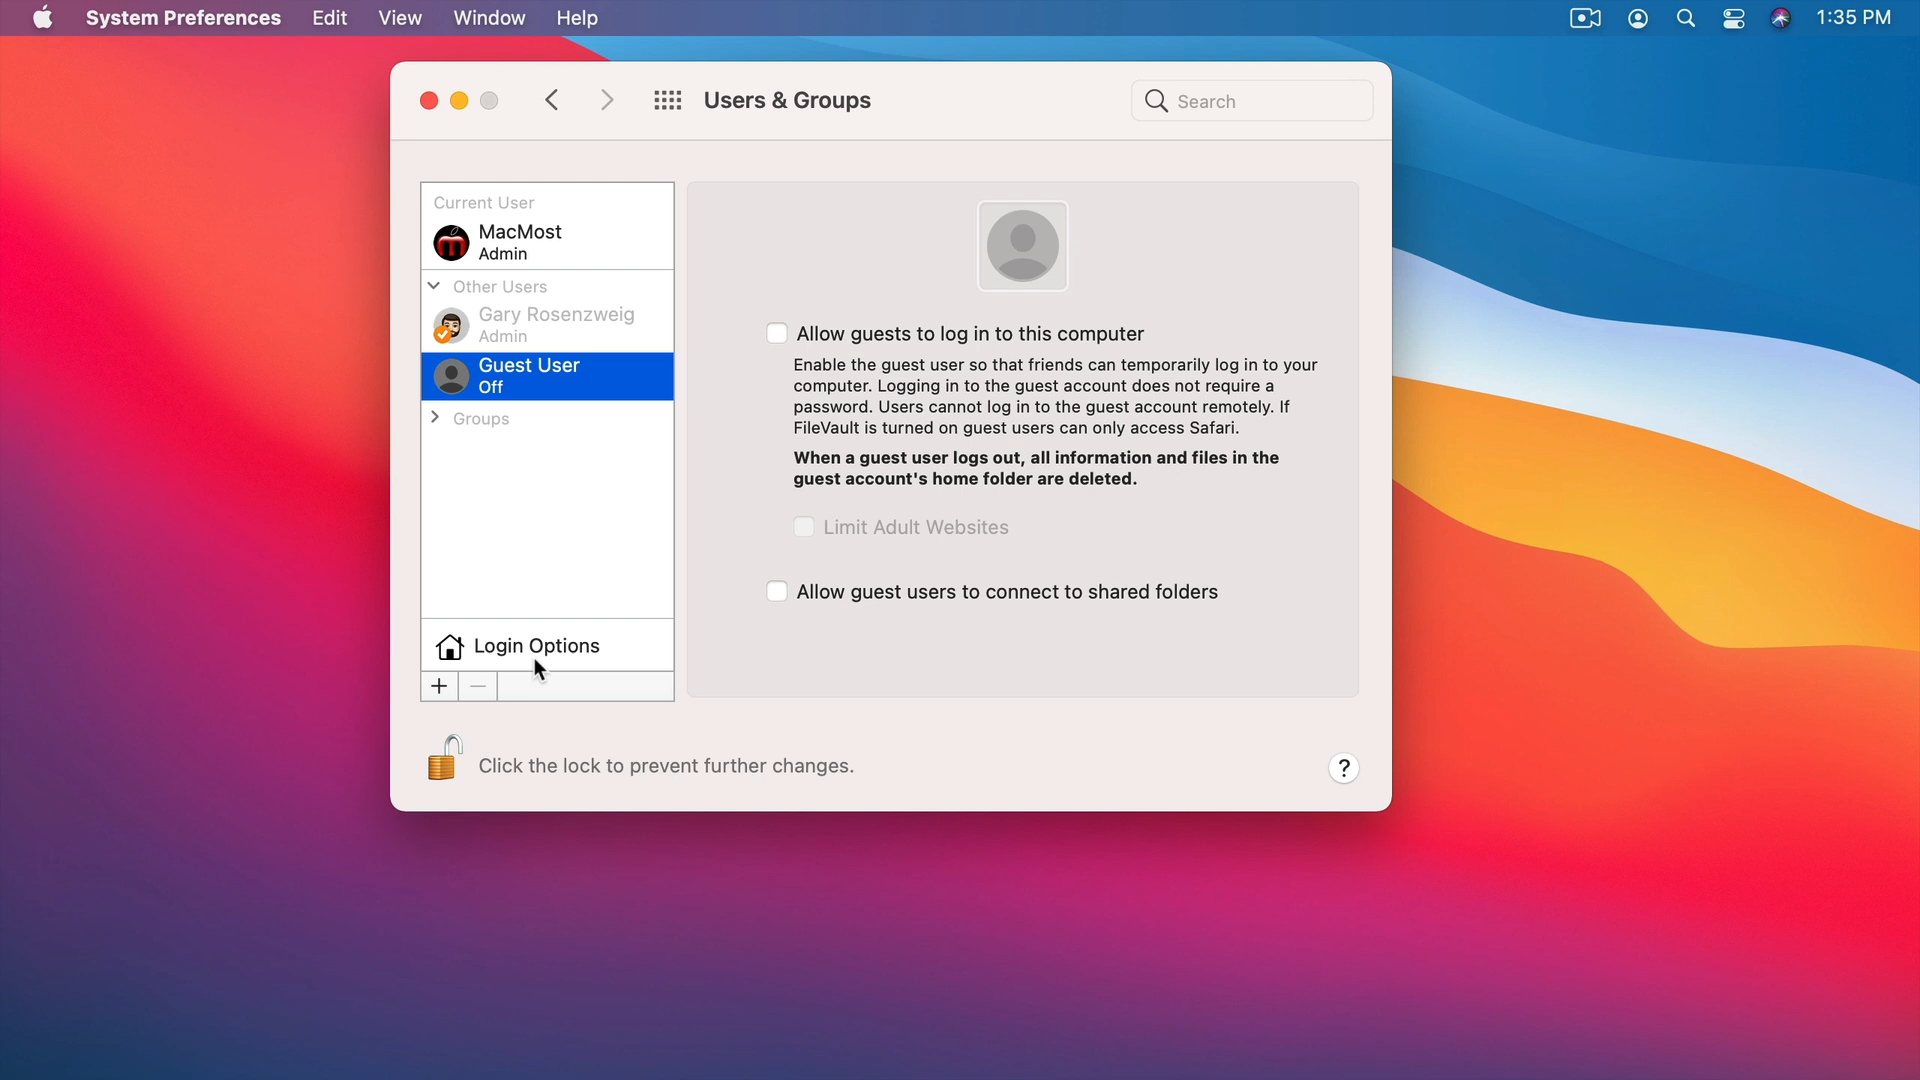 System Preferences Edit View Window Help 1:35 PM
Users & Groups
Search
Current User
MacMost
Admin
Other Users
Gary Rosenzweig
Admin
Guest User
Off
Groups
Login Options
Allow guests to log in to this computer
Enable the guest user so that friends can temporarily log in to your
computer. Logging in to the guest account does not require a
password. Users cannot log in to the guest account remotely. If
FileVault is turned on guest users can only access Safari.
When a guest user logs out, all information and files in the
guest account's home folder are deleted.
Limit Adult Websites
Allow guest users to connect to shared folders
Click the lock to prevent further changes.
?